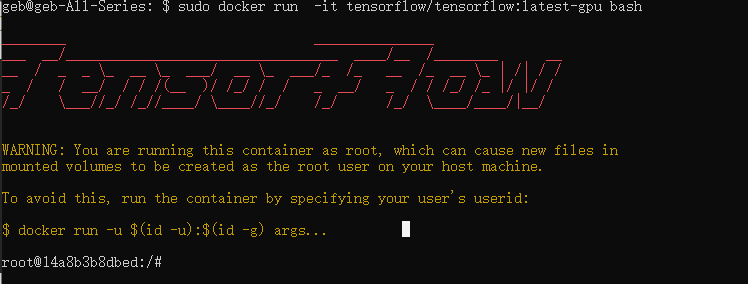 geb@geb-All-Series: $ sudo docker run  -it tensorflow/tensorflow:latest-gpu bash
TensorFlow
WARNING: You are running this container as root, which can cause new files in
mounted volumes to be created as the root user on your host machine.
To avoid this, run the container by specifying your user's userid:
$ docker run -u $(id -u):$(id -g) args...
root@14a8b3b8dbed:/#